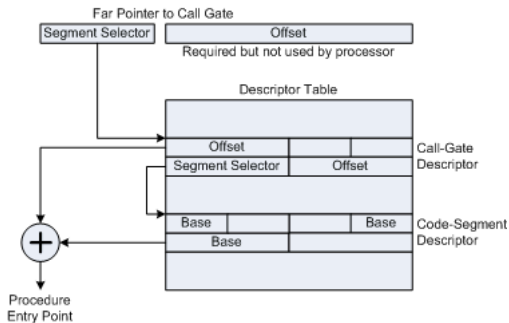 Far Pointer to Call Gate
Segment Selector
Offset
Required but not used by processor
Descriptor Table
Offset
Call-Gate
Segment Selector
Offset
Descriptor
Base
Base
Code-Segment
Base
Descriptor
Procedure
Entry Point